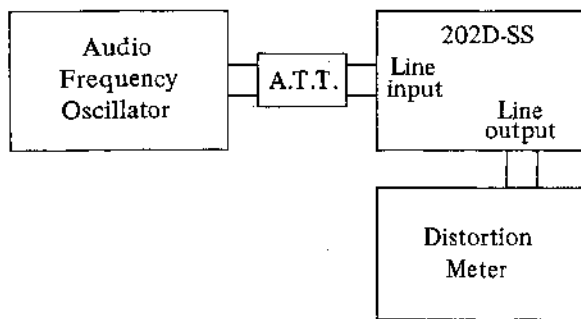 Audio
Frequency
Oscillator
A.T.T.
202D-SS
Line
input
Line
output
Distortion
Meter